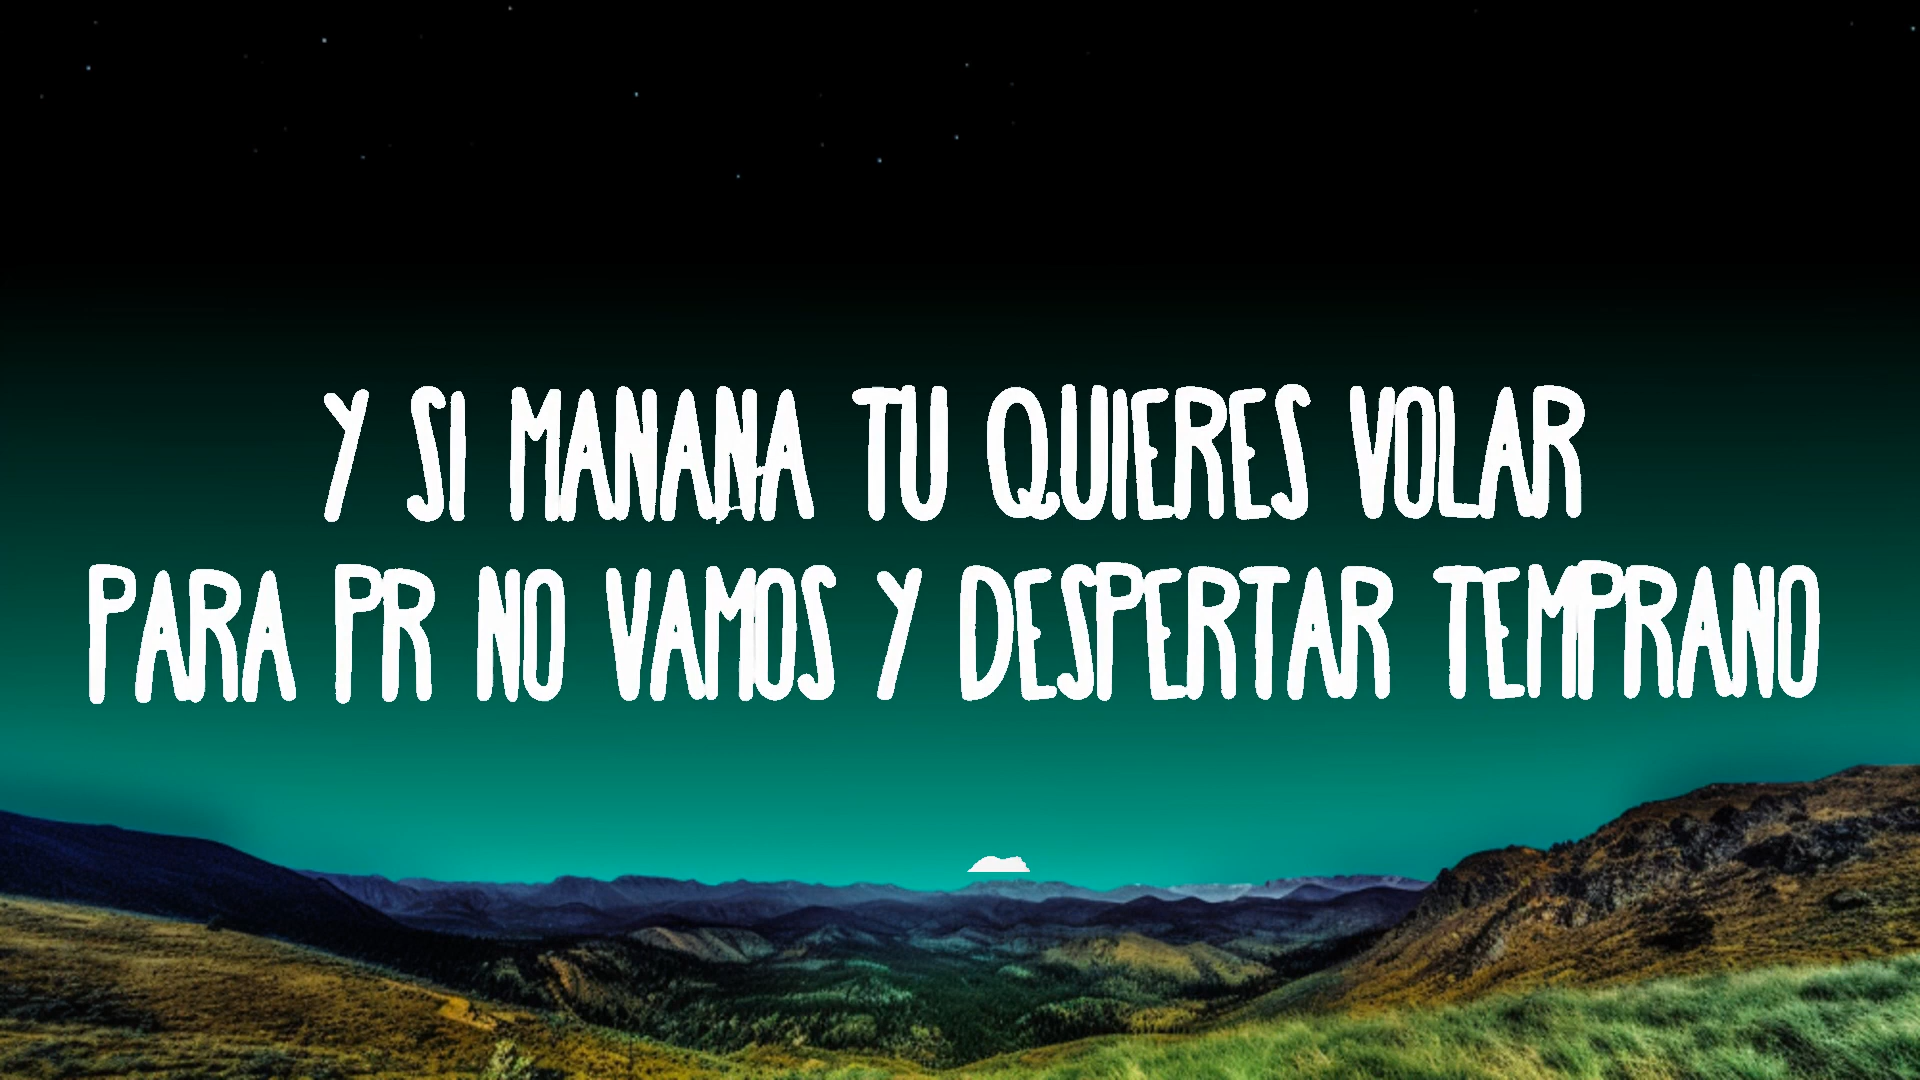 Y SI MANANA TU QUIERES VOLAR
PARA PR NO VAMOS Y DESPERTAR TEMPRANO